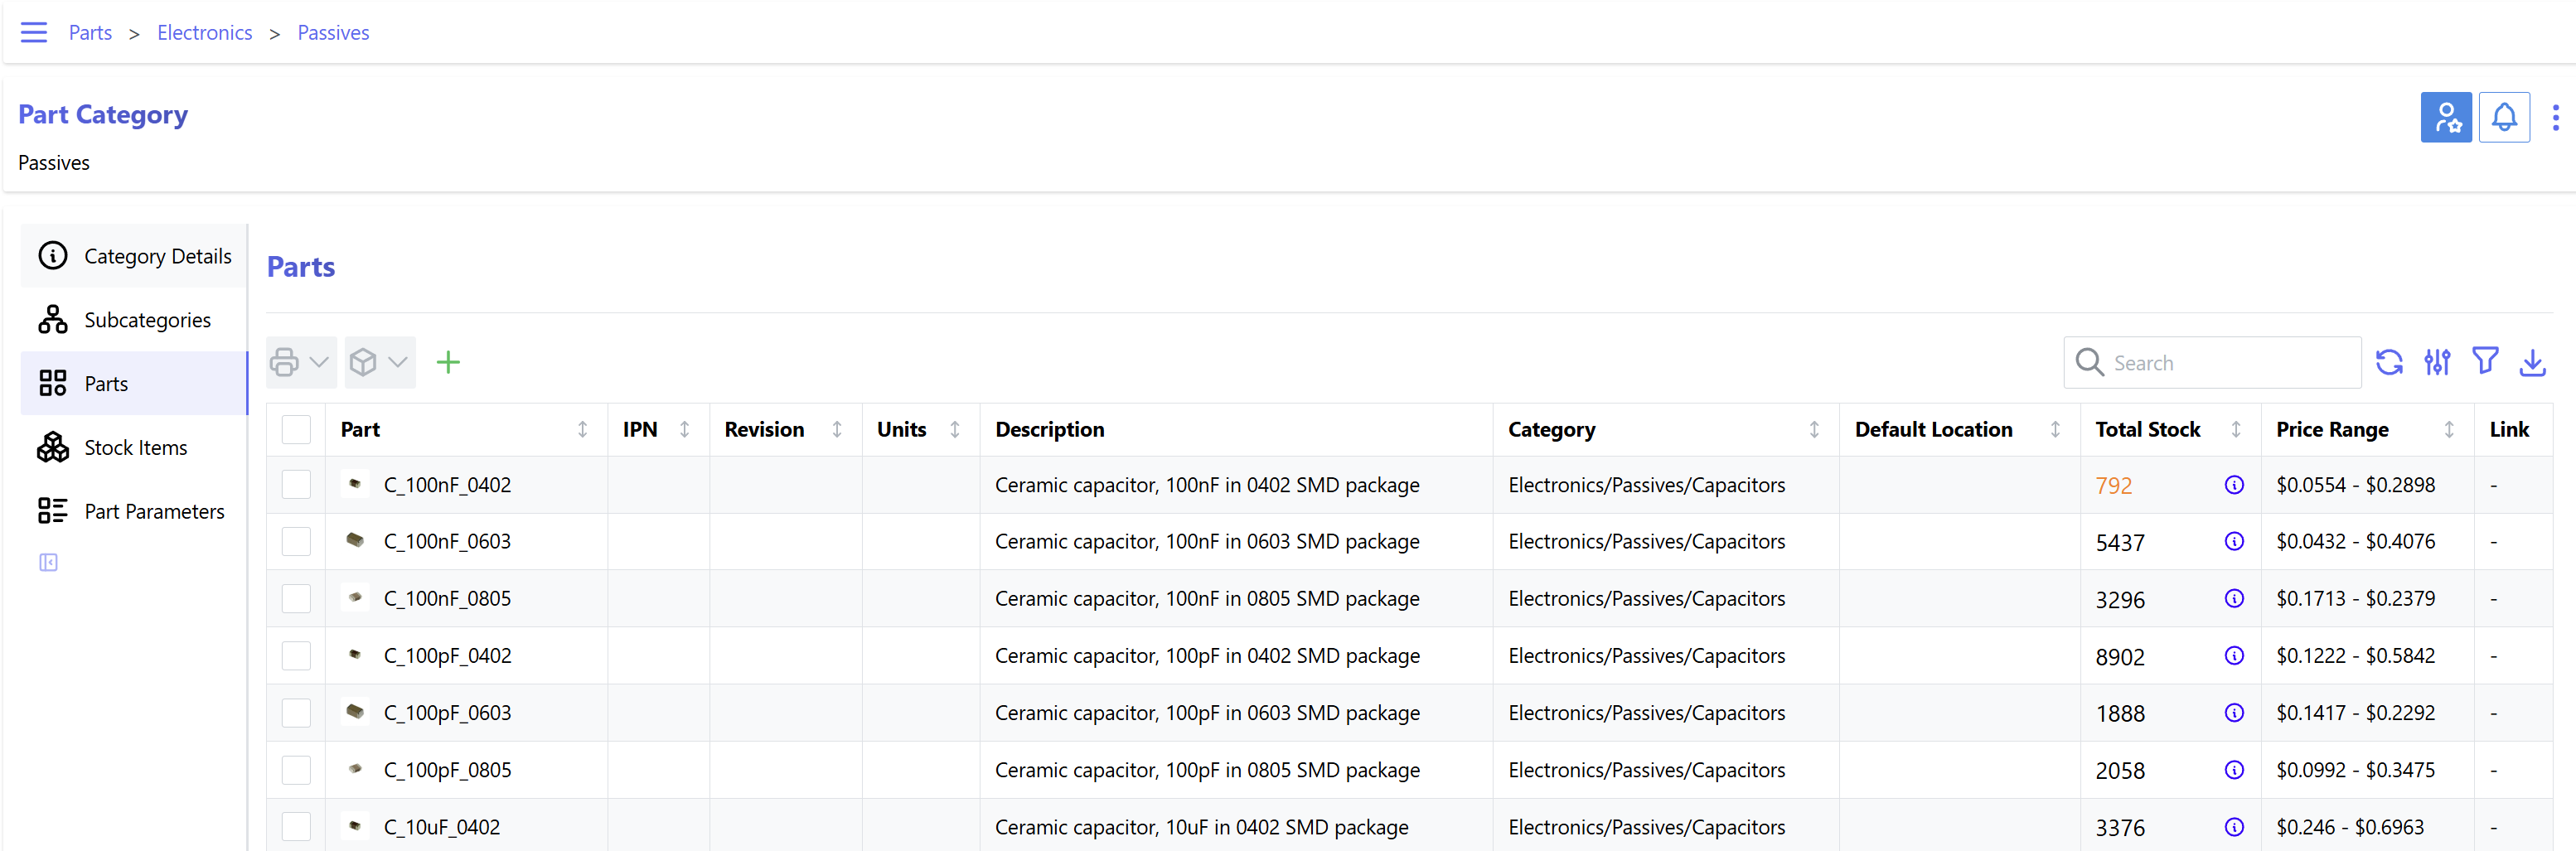 Parts > Electronics > Passives
Part Category
Passives
Category Details
Subcategories
Parts
Stock Items
Part Parameters
Parts
Search
Part IPN Revision Units Description Category Default Location Total Stock Price Range Link
C_100nF_0402 Ceramic capacitor, 100nF in 0402 SMD package Electronics/Passives/Capacitors 792 $0.0554 - $0.2898 -
C_100nF_0603 Ceramic capacitor, 100nF in 0603 SMD package Electronics/Passives/Capacitors 5437 $0.0432 - $0.4076 -
C_100nF_0805 Ceramic capacitor, 100nF in 0805 SMD package Electronics/Passives/Capacitors 3296 $0.1713 - $0.2379 -
C_100pF_0402 Ceramic capacitor, 100pF in 0402 SMD package Electronics/Passives/Capacitors 8902 $0.1222 - $0.5842 -
C_100pF_0603 Ceramic capacitor, 100pF in 0603 SMD package Electronics/Passives/Capacitors 1888 $0.1417 - $0.2292 -
C_100pF_0805 Ceramic capacitor, 100pF in 0805 SMD package Electronics/Passives/Capacitors 2058 $0.0992 - $0.3475 -
C_10uF_0402 Ceramic capacitor, 10uF in 0402 SMD package Electronics/Passives/Capacitors 3376 $0.246 - $0.6963 -